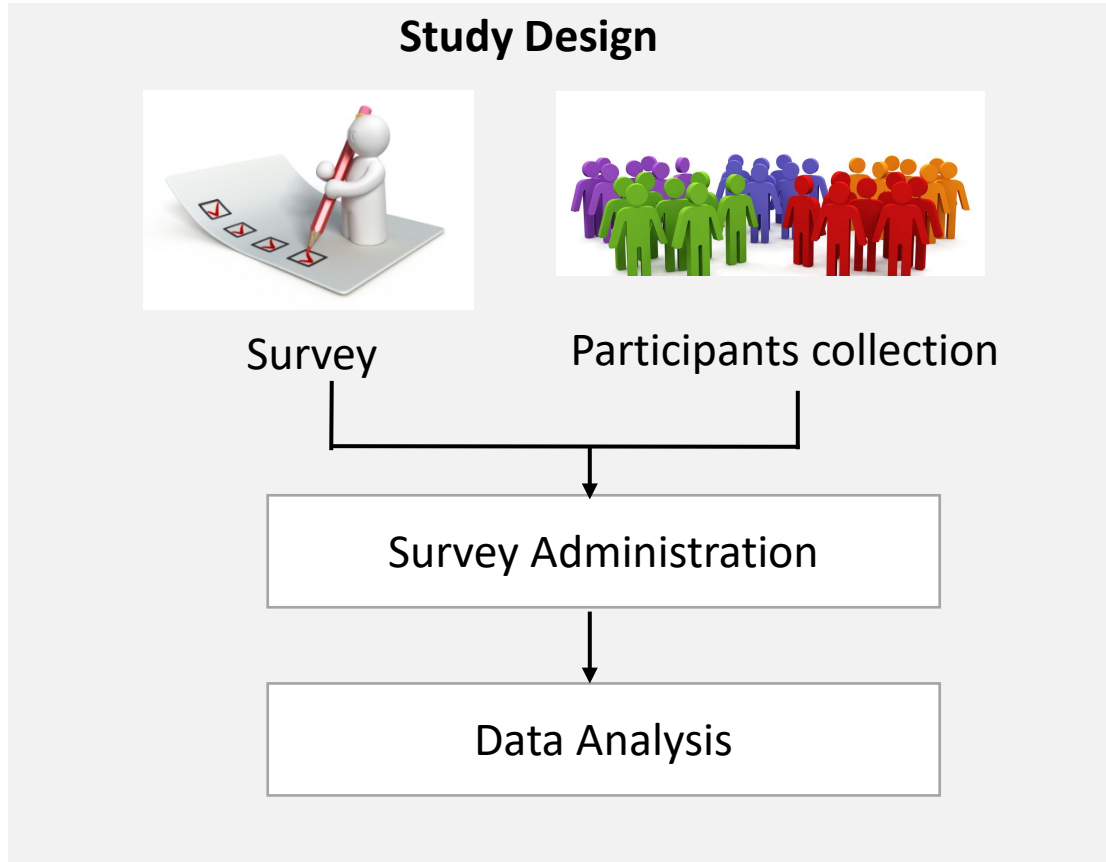 Study Design
Survey
Participants collection
Survey Administration
Data Analysis